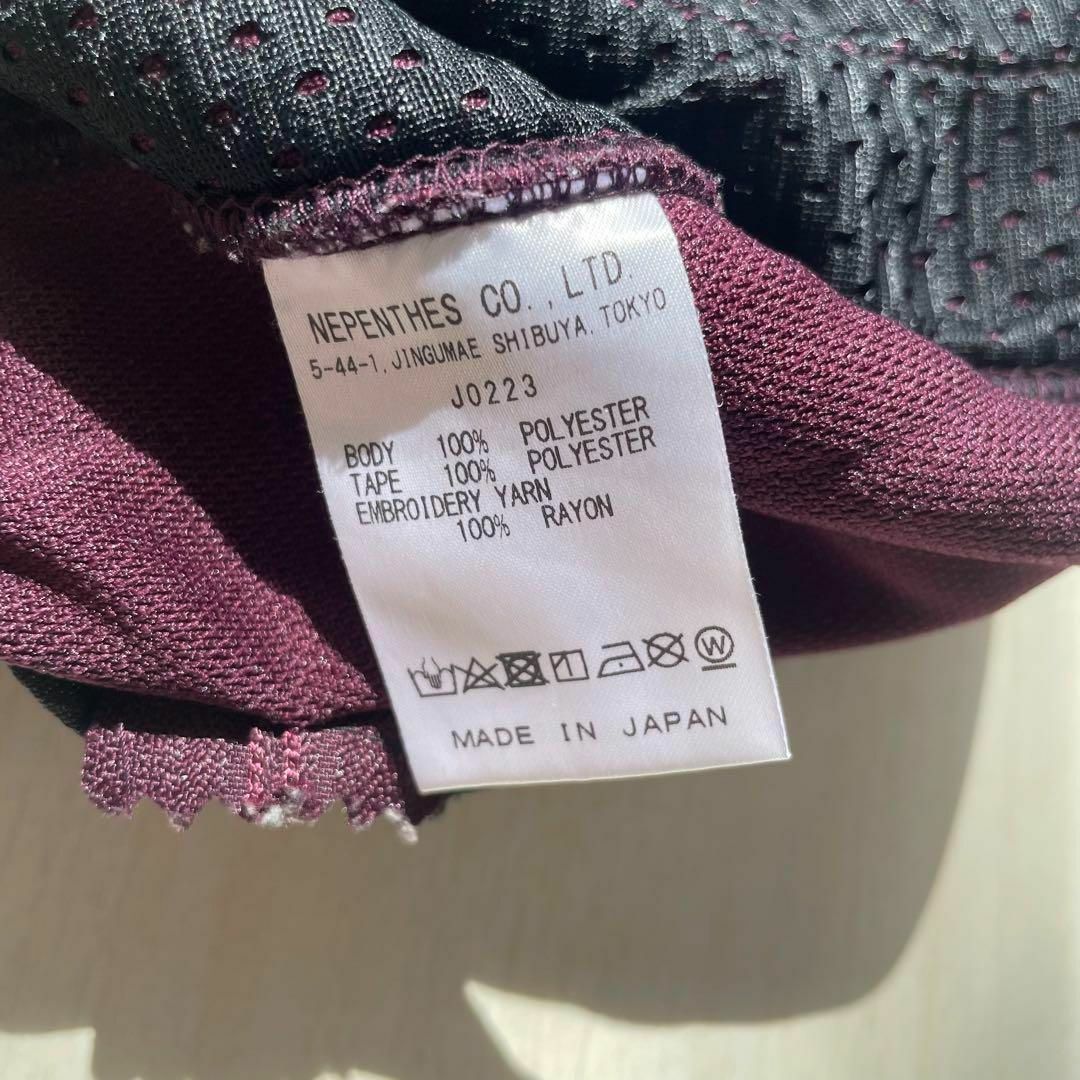 NEPENTHES CO., LTD.
5-44-1, JINGUMAE SHIBUYA, TOKYO
J0223
BODY 100% POLYESTER
TAPE 100% POLYESTER
EMBROIDERY YARN
100% RAYON
W
MADE IN JAPAN